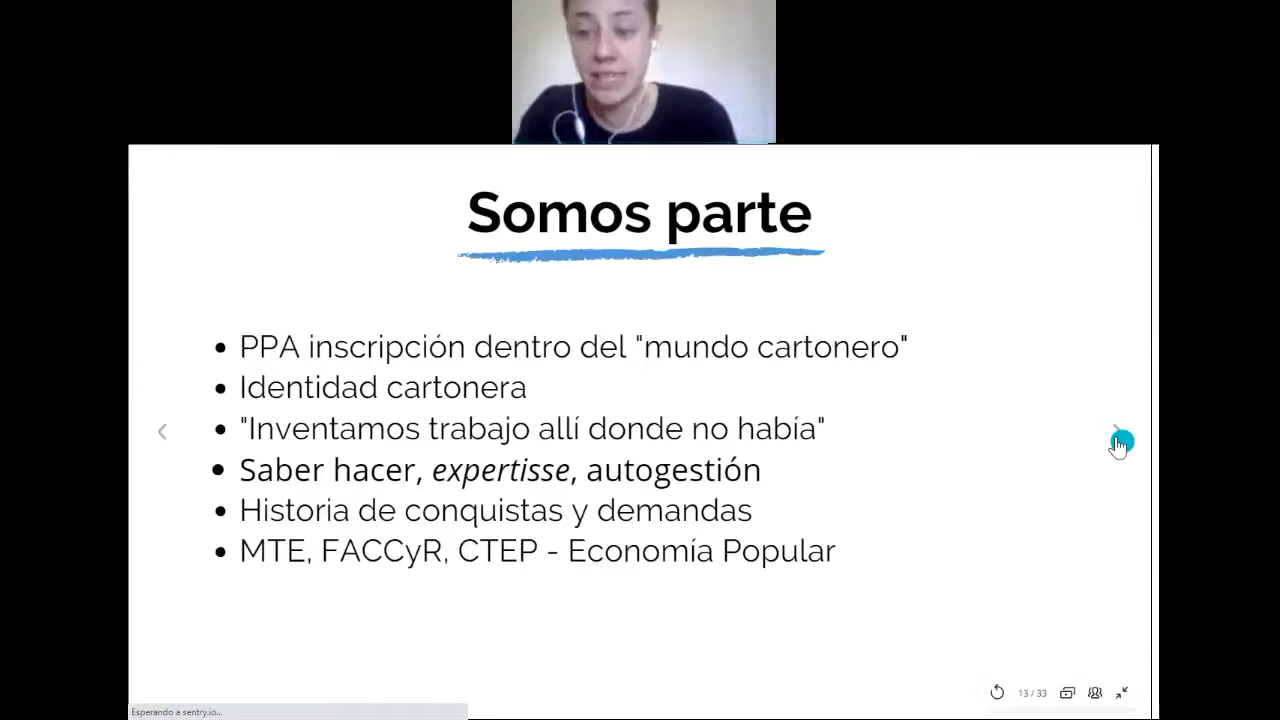 Somos parte
• PPA inscripción dentro del "mundo cartonero"
• Identidad cartonera
• "Inventamos trabajo allí donde no había"
• Saber hacer, expertisse, autogestión
• Historia de conquistas y demandas
• MTE, FACCyR, CTEP - Economía Popular
13 / 33
Esperando a sentry.io...